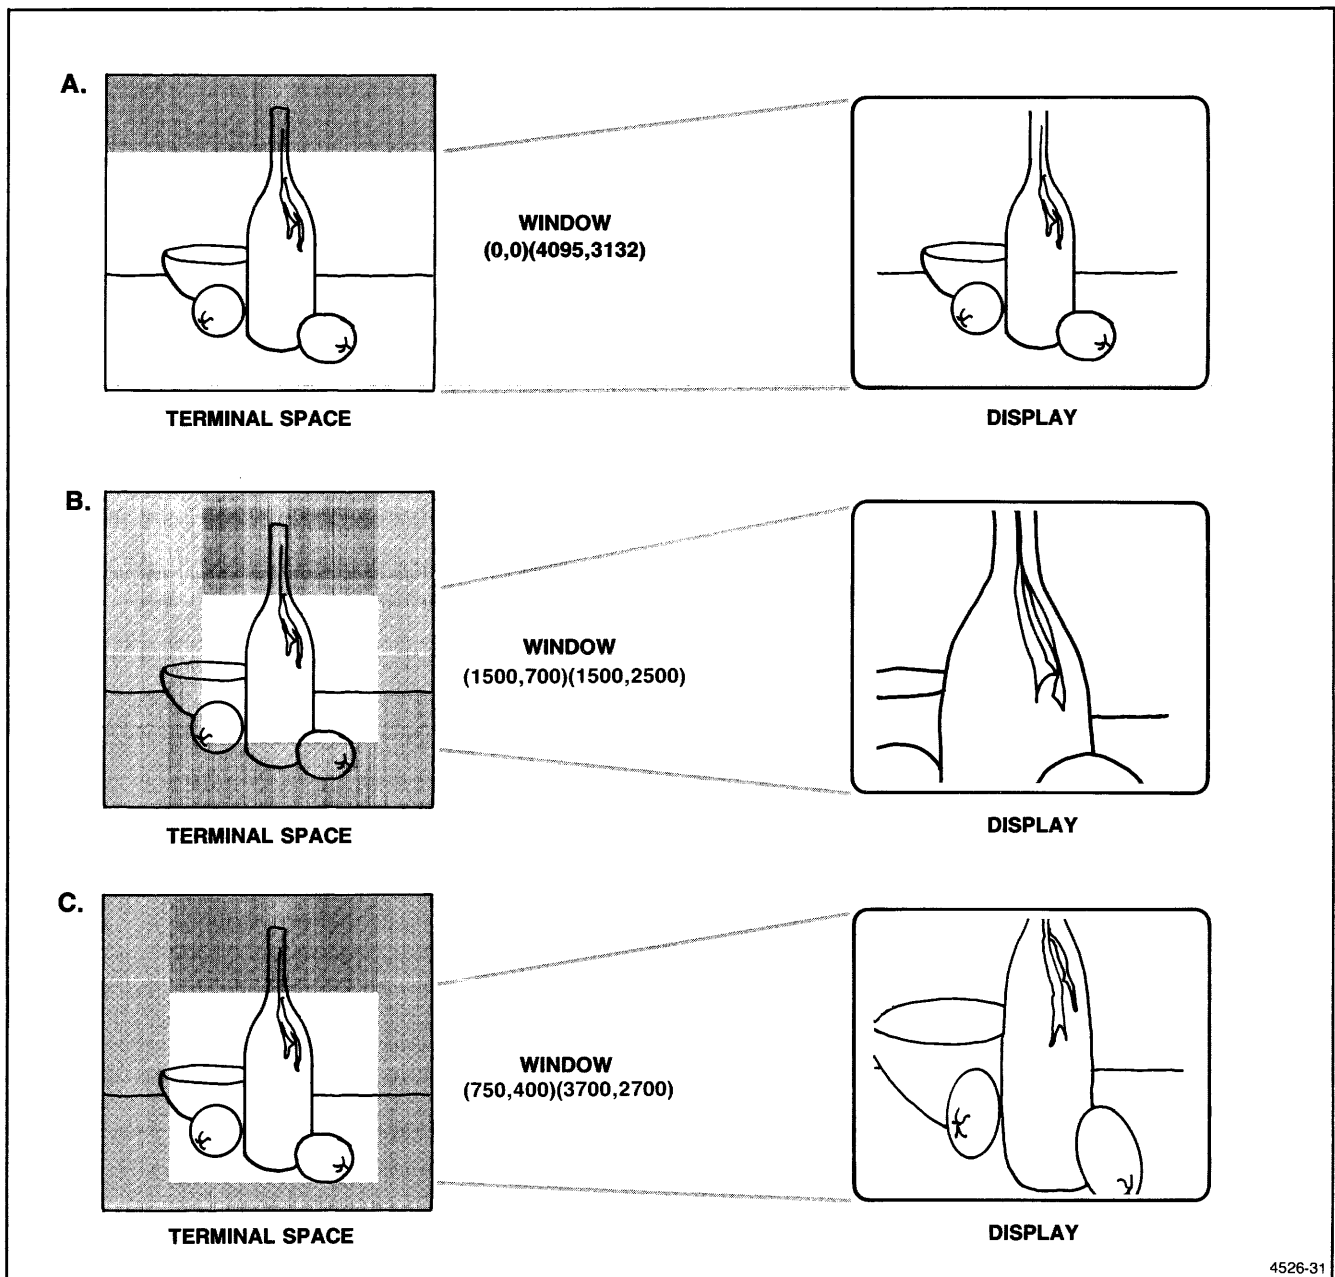 A.
WINDOW
(0,0)(4095,3132)
TERMINAL SPACE
DISPLAY
B.
WINDOW
(1500,700)(1500,2500)
TERMINAL SPACE
DISPLAY
C.
WINDOW
(750,400)(3700,2700)
TERMINAL SPACE
DISPLAY
4526-31